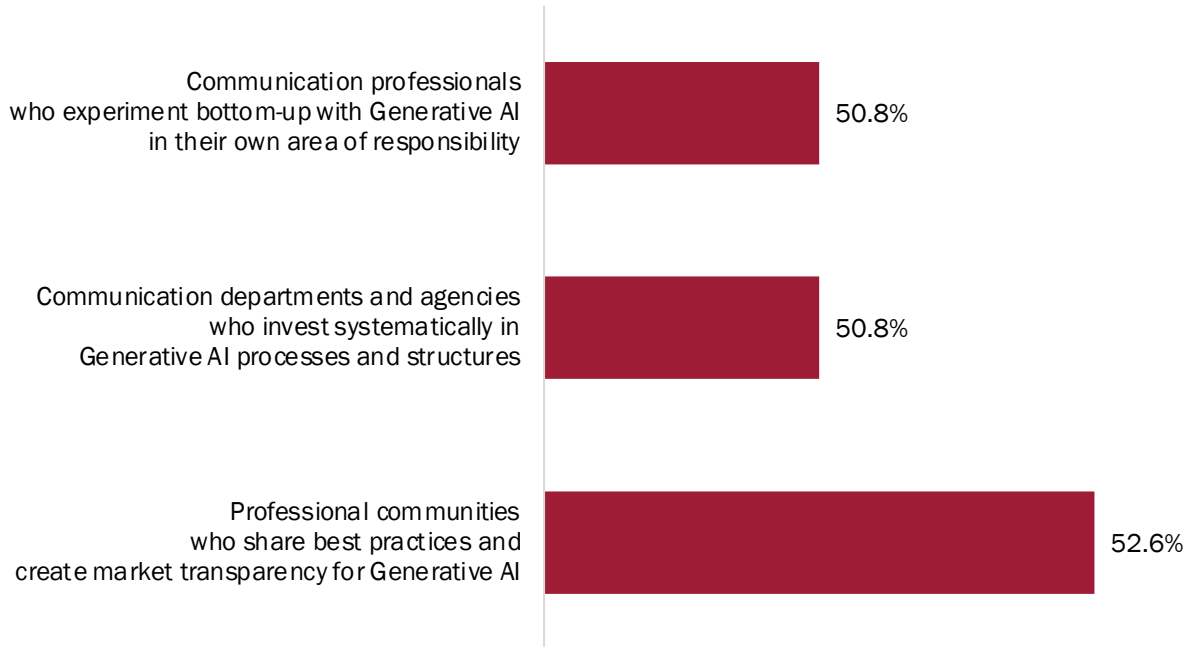 Communication professionals
who experiment bottom-up with Generative AI
in their own area of responsibility
50.8%
Communication departments and agencies
who invest systematically in
Generative AI processes and structures
50.8%
Professional communities
who share best practices and
create market transparency for Generative AI
52.6%